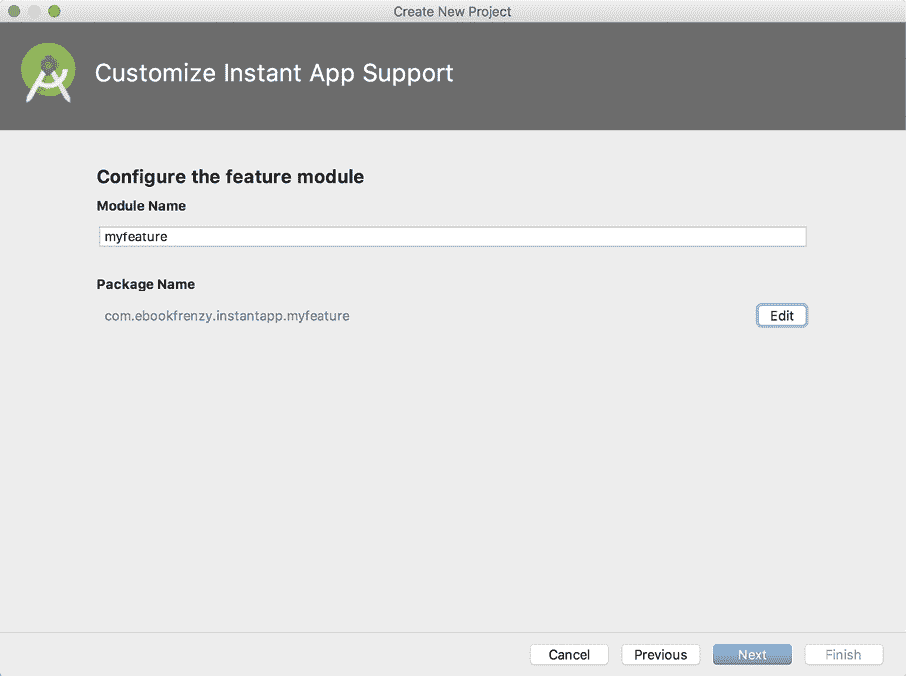 Create New Project
Customize Instant App Support
Configure the feature module
Module Name
myfeature
Package Name
com.ebookfrenzy.instantapp.myfeature
Edit
Cancel
Previous
Next
Finish